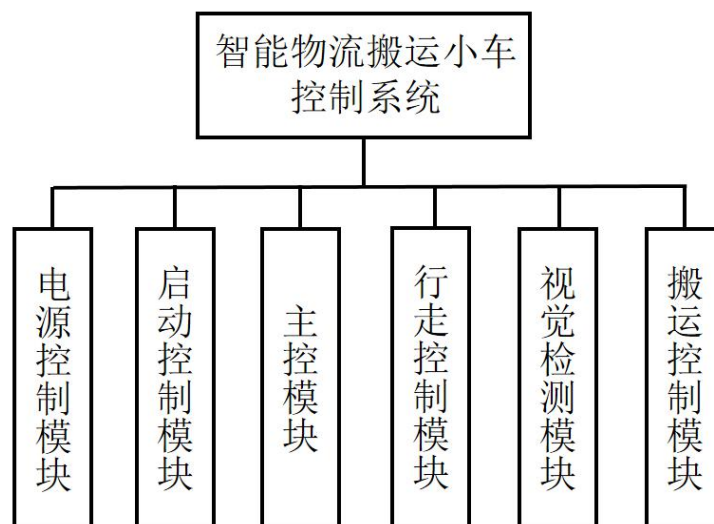 智能物流搬运小车
控制系统
电源控制模块
启动控制模块
主控模块
行走控制模块
视觉检测模块
搬运控制模块